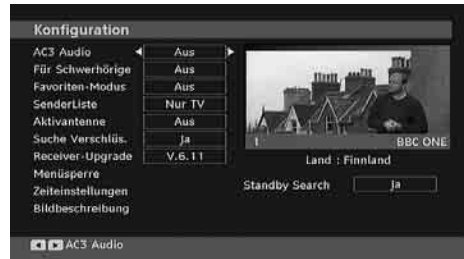 Konfiguration
AC3 Audio Aus
Für Schwerhörige Aus
Favoriten-Modus Aus
SenderListe Nur TV
Aktivantenne Aus
Suche Verschlüs. Ja
Receiver-Upgrade V.6.11
Menüsperre
Zeiteinstellungen
Bildbeschreibung
1 BBC ONE
Land : Finnland
Standby Search Ja
AC3 Audio